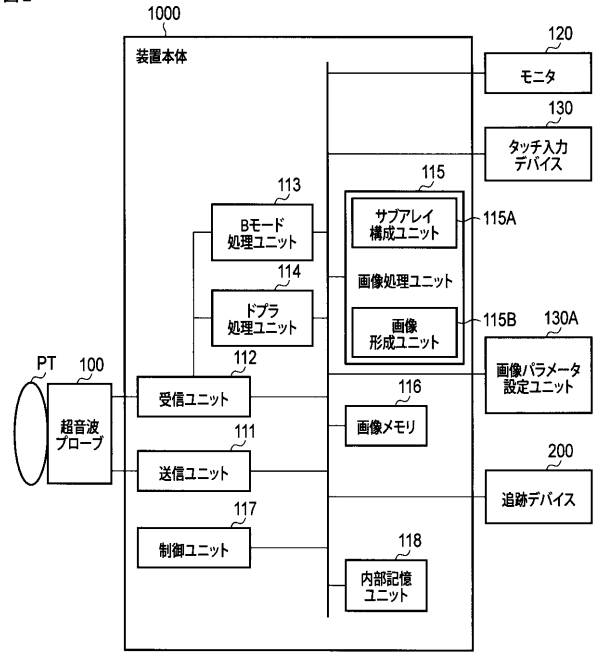 1000
装置本体
120
モニタ
130
タッチ入力
デバイス
113
Bモード
処理ユニット
115
サブアレイ
構成ユニット
115A
画像処理ユニット
114
ドプラ
処理ユニット
画像
形成ユニット
115B
130A
画像パラメータ
設定ユニット
PT
100
超音波
プローブ
112
受信ユニット
116
画像メモリ
111
送信ユニット
200
追跡デバイス
117
制御ユニット
118
内部記憶
ユニット